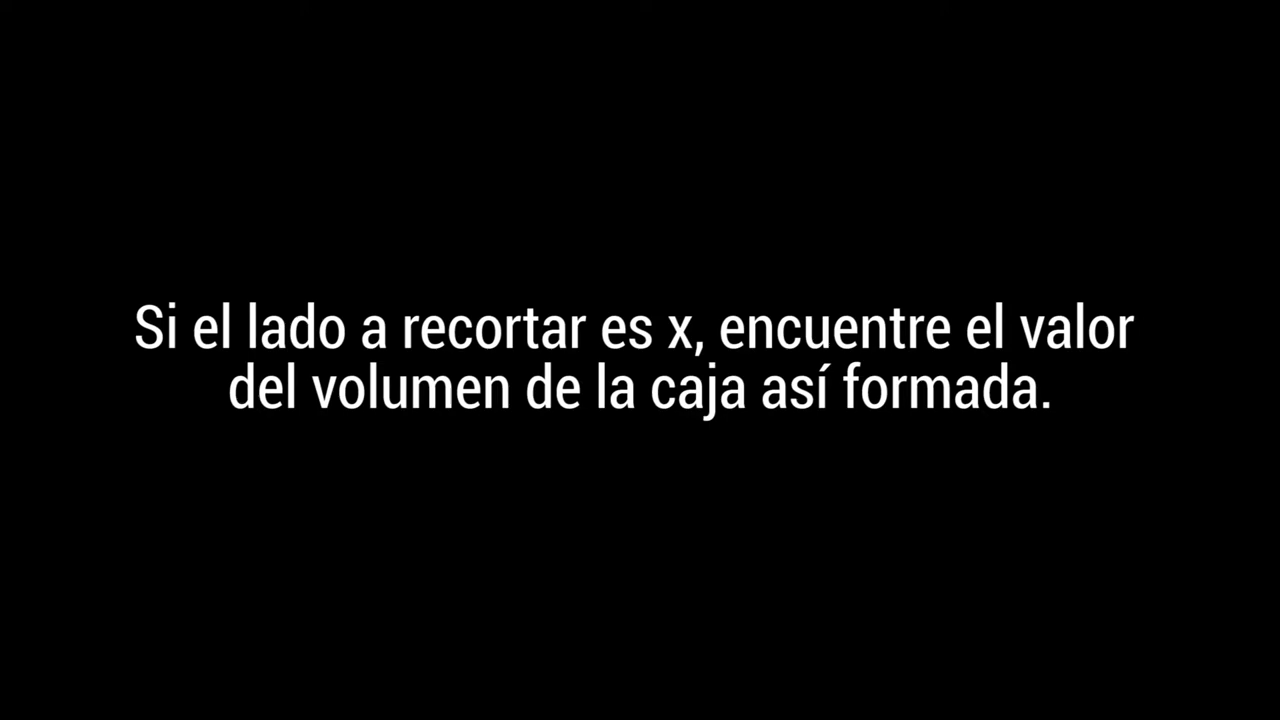 Si el lado a recortar es x, encuentre el valor
del volumen de la caja así formada.